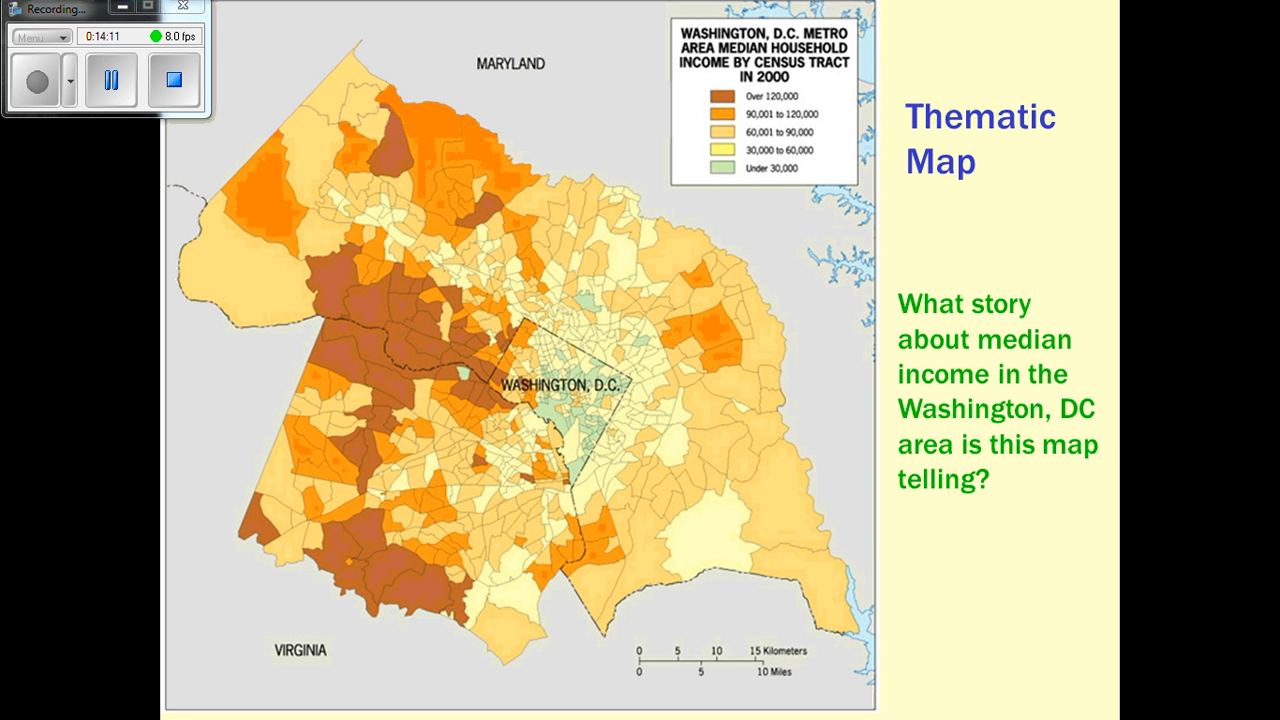 Recording...
Menu
0:14:11
8.0 fps
WASHINGTON, D.C. METRO
AREA MEDIAN HOUSEHOLD
INCOME BY CENSUS TRACT
IN 2000
Over 120,000
90,001 to 120,000
60,001 to 90,000
30,000 to 60,000
Under 30,000
MARYLAND
WASHINGTON, D.C.
VIRGINIA
0 5 10 15 Kilometers
0 5 10 Miles
Thematic
Map
What story
about median
income in the
Washington, DC
area is this map
telling?